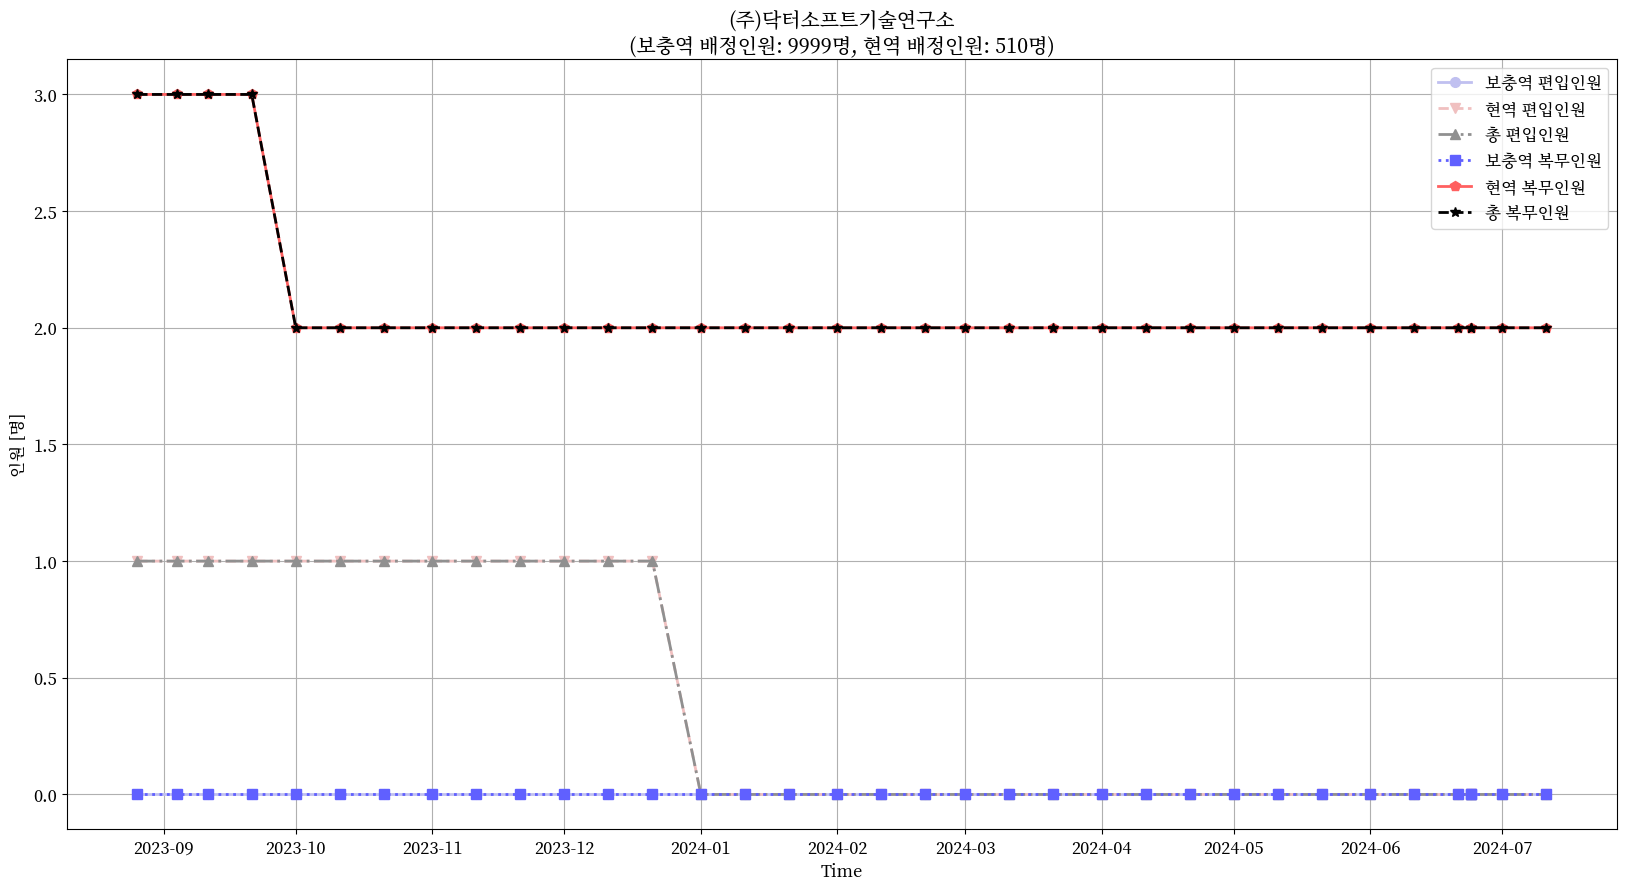 (주)닥터소프트기술연구소
(보충역 배정인원: 9999명, 현역 배정인원: 510명)
보충역 편입인원
현역 편입인원
총 편입인원
보충역 복무인원
현역 복무인원
총 복무인원
인원 [명]
3.0
2.5
2.0
1.5
1.0
0.5
0.0
2023-09 2023-10 2023-11 2023-12 2024-01 2024-02 2024-03 2024-04 2024-05 2024-06 2024-07
Time